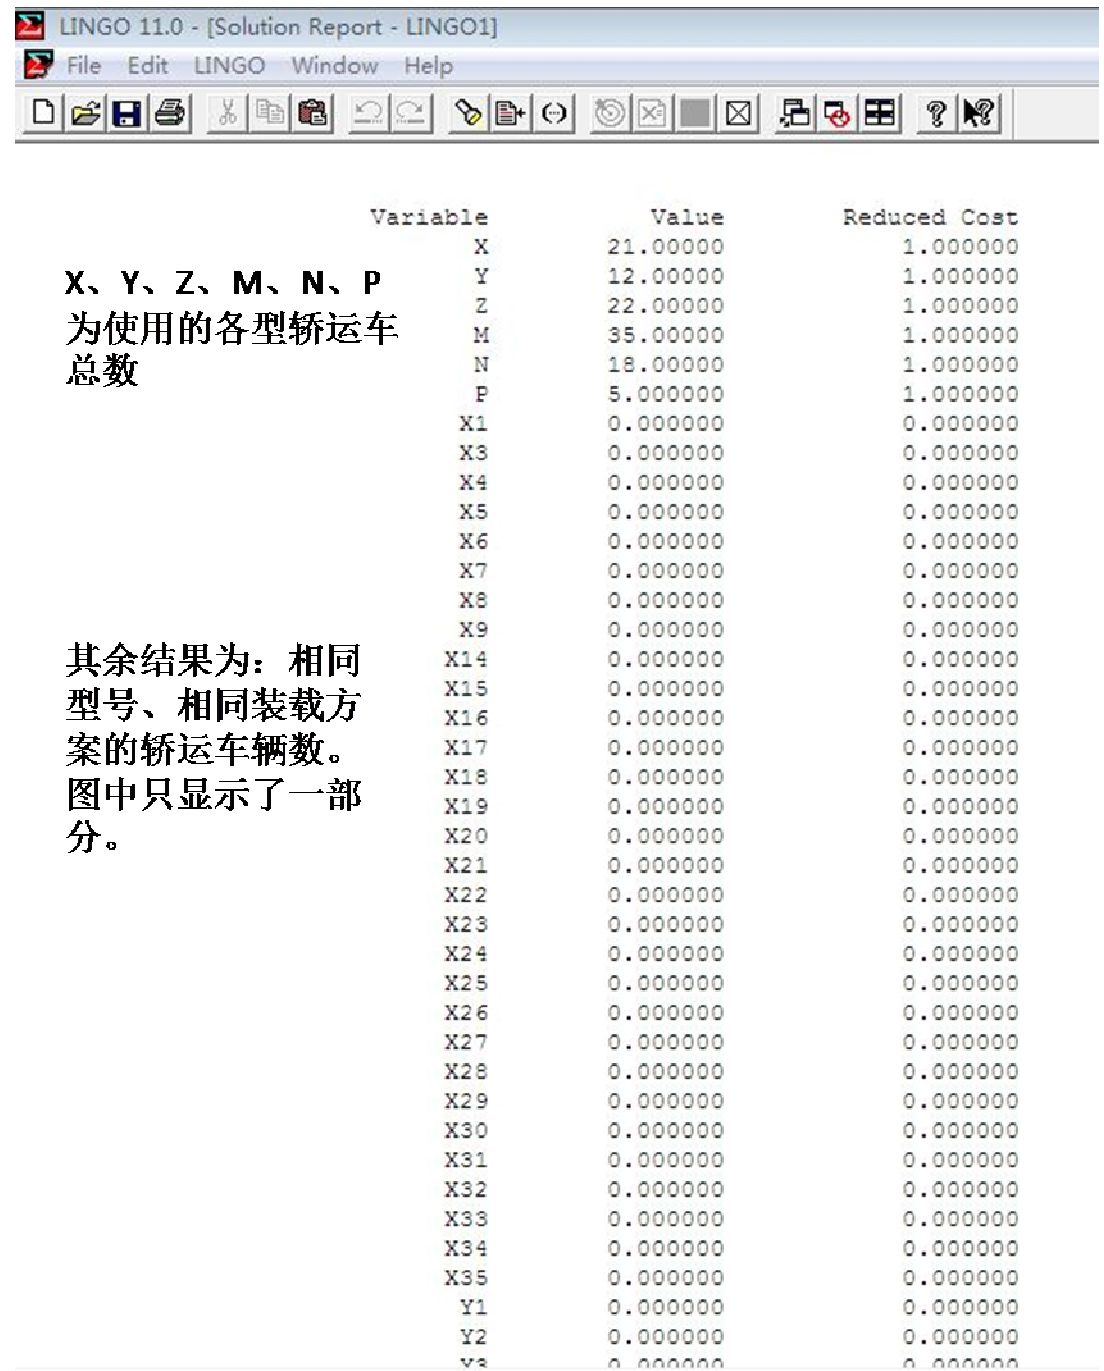 LINGO 11.0 - [Solution Report - LINGO1]
File Edit LINGO Window Help
Variable Value Reduced Cost
X 21.00000 1.000000
Y 12.00000 1.000000
Z 22.00000 1.000000
M 35.00000 1.000000
N 18.00000 1.000000
P 5.000000 1.000000
X、Y、Z、M、N、P
为使用的各型轿运车
总数
X1 0.000000 0.000000
X3 0.000000 0.000000
X4 0.000000 0.000000
X5 0.000000 0.000000
X6 0.000000 0.000000
X7 0.000000 0.000000
X8 0.000000 0.000000
X9 0.000000 0.000000
X14 0.000000 0.000000
X15 0.000000 0.000000
X16 0.000000 0.000000
X17 0.000000 0.000000
X18 0.000000 0.000000
X19 0.000000 0.000000
X20 0.000000 0.000000
其余结果为：相同
型号、相同装载方
案的轿运车辆数。
图中只显示了一部
分。
X21 0.000000 0.000000
X22 0.000000 0.000000
X23 0.000000 0.000000
X24 0.000000 0.000000
X25 0.000000 0.000000
X26 0.000000 0.000000
X27 0.000000 0.000000
X28 0.000000 0.000000
X29 0.000000 0.000000
X30 0.000000 0.000000
X31 0.000000 0.000000
X32 0.000000 0.000000
X33 0.000000 0.000000
X34 0.000000 0.000000
X35 0.000000 0.000000
Y1 0.000000 0.000000
Y2 0.000000 0.000000